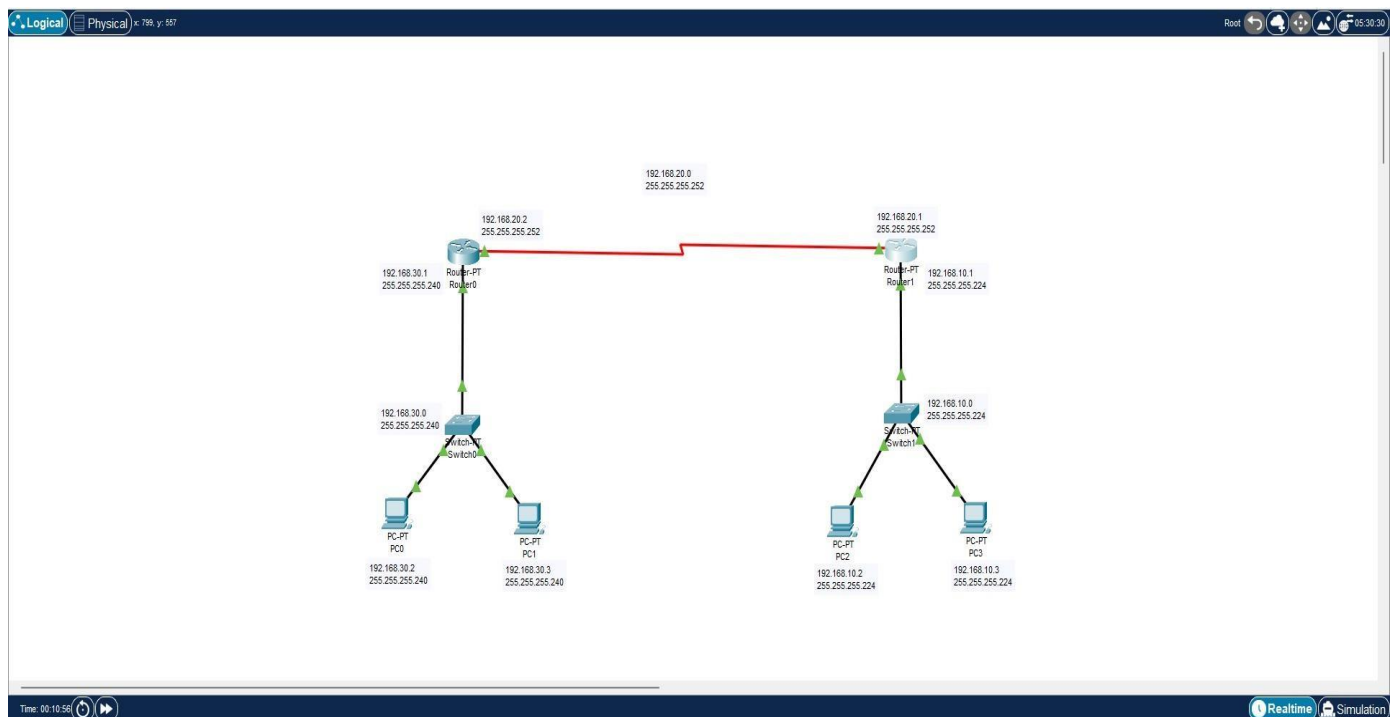 Logical
Physical
x: 799, y: 557
Root
05:30:30
192.168.20.0
255.255.255.252
192.168.20.2
255.255.255.252
192.168.20.1
255.255.255.252
192.168.30.1
255.255.255.240
Router-PT
Router0
Router-PT
Router1
192.168.10.1
255.255.255.224
192.168.30.0
255.255.255.240
Switch-PT
Switch0
192.168.10.0
255.255.255.224
Switch-PT
Switch1
PC-PT
PC0
192.168.30.2
255.255.255.240
PC-PT
PC1
192.168.30.3
255.255.255.240
PC-PT
PC2
192.168.10.2
255.255.255.224
PC-PT
PC3
192.168.10.3
255.255.255.224
Time: 00:10:56
Realtime
Simulation